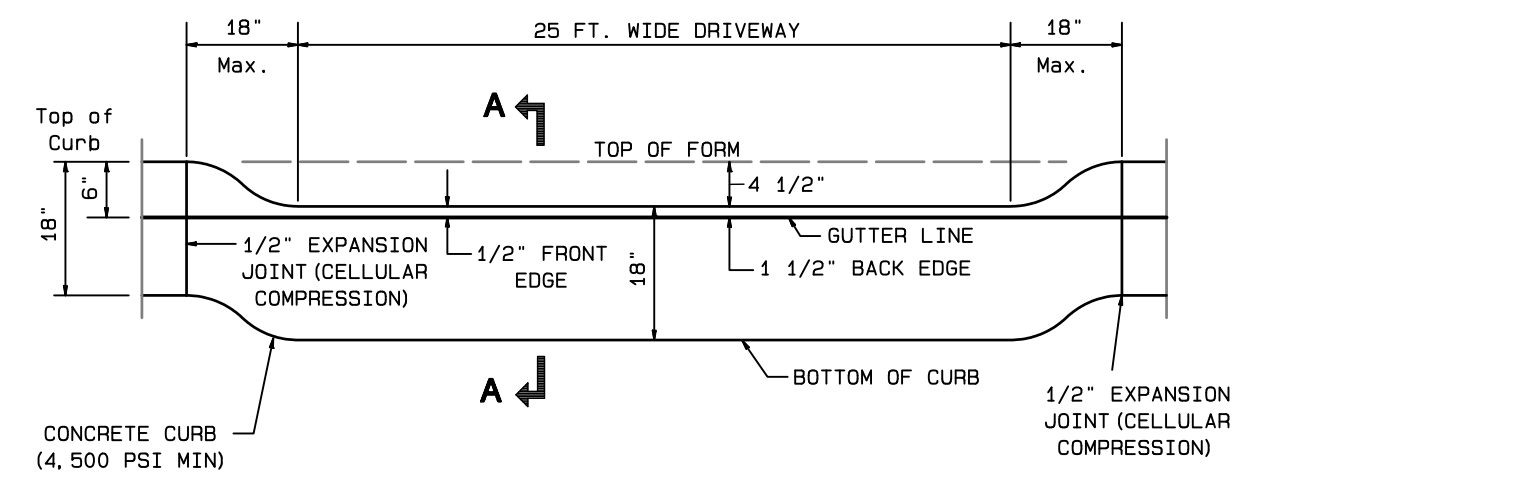 18"
25 FT. WIDE DRIVEWAY
18"
Max.
Max.
A
Top of
Curb
TOP OF FORM
6"
4 1/2"
18"
GUTTER LINE
1/2" EXPANSION
JOINT (CELLULAR
COMPRESSION)
1/2" FRONT
EDGE
18"
1 1/2" BACK EDGE
A
BOTTOM OF CURB
1/2" EXPANSION
JOINT (CELLULAR
COMPRESSION)
CONCRETE CURB
(4,500 PSI MIN)